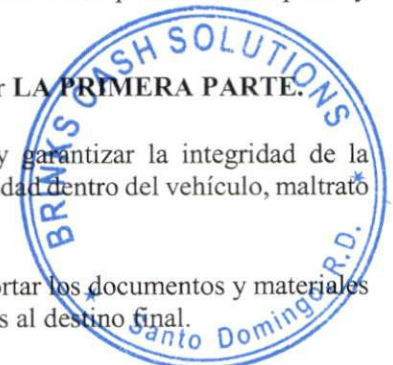 r LA PRIMERA PARTE.
y garantizar la integridad de la
dad dentro del vehículo, maltrato
rtar los documentos y materiales
s al destino final.
BRINKS CASH SOLUTIONS
Santo Domingo R.D.